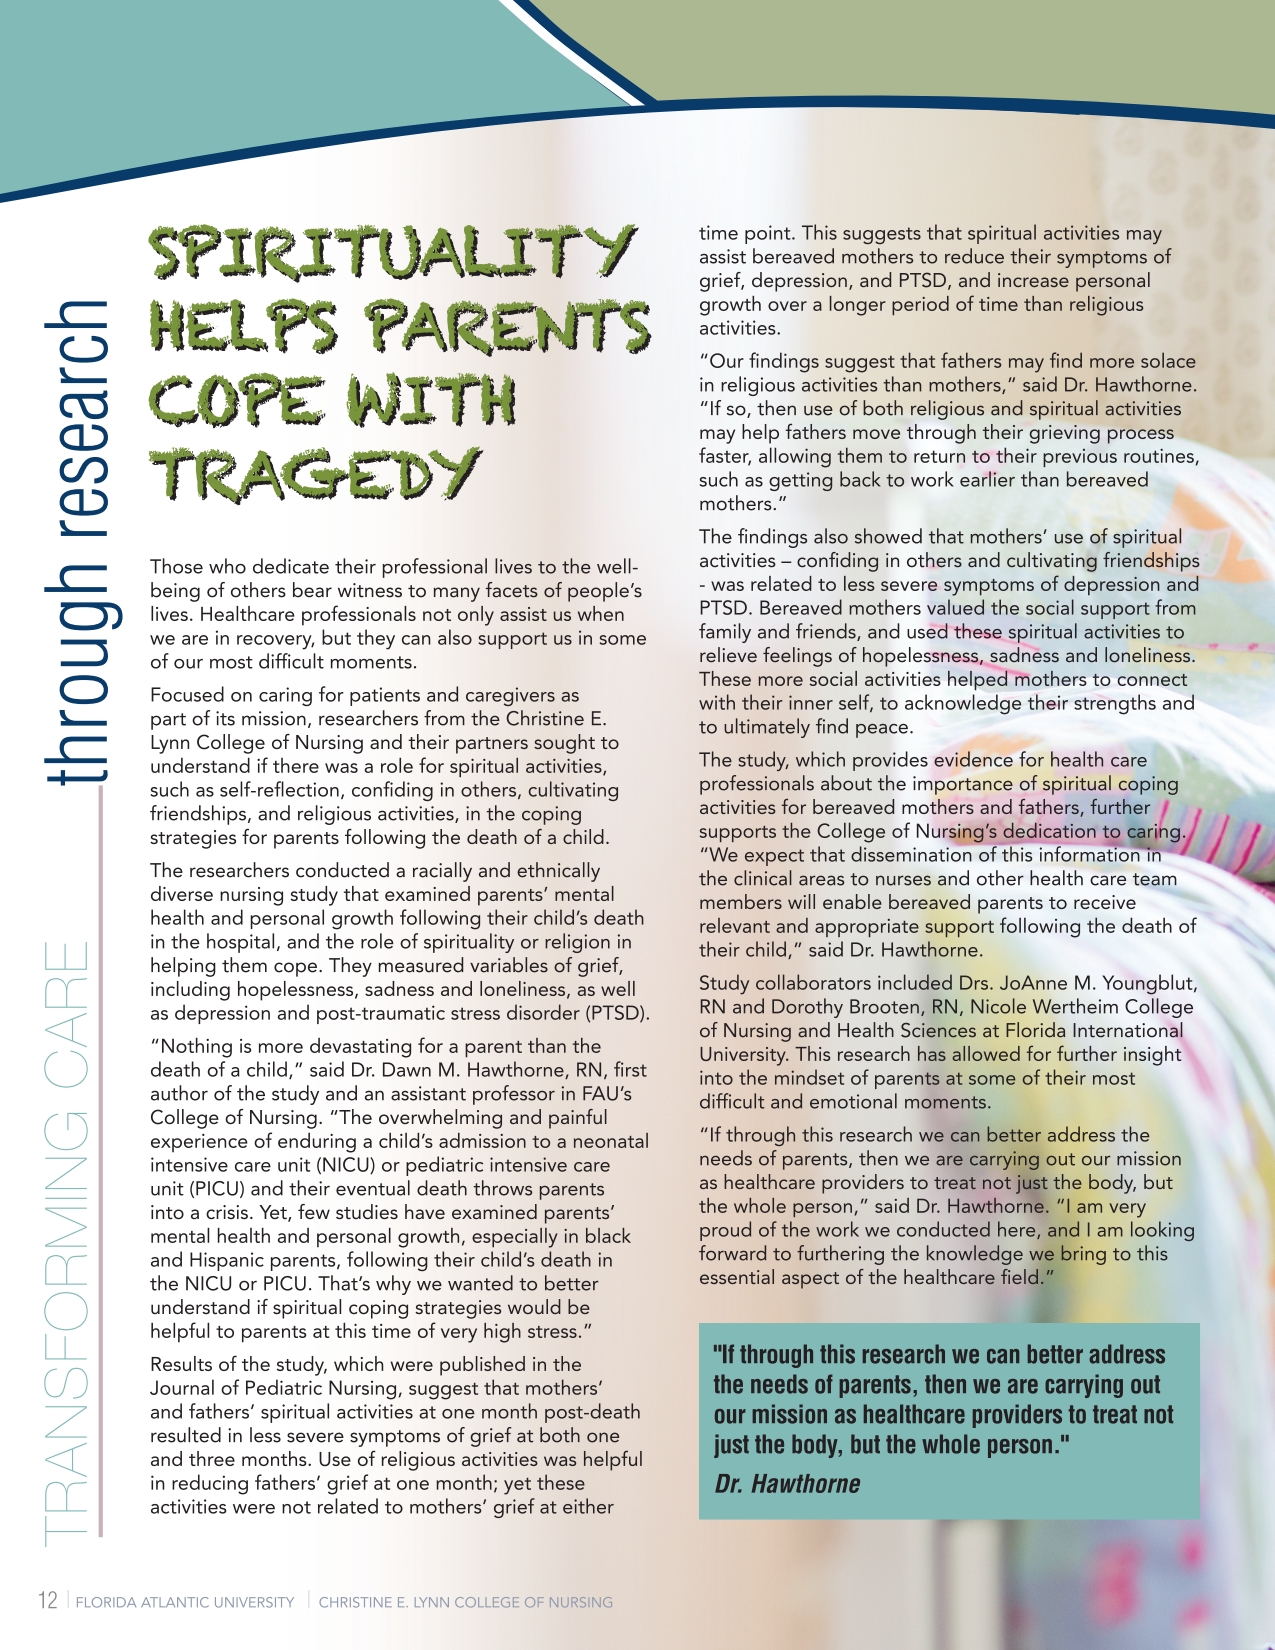 SPIRITUALITY
HELPS PARENTS
COPE WITH
TRAGEDY
TRANSFORMING CARE through research
Those who dedicate their professional lives to the well-
being of others bear witness to many facets of people’s
lives. Healthcare professionals not only assist us when
we are in recovery, but they can also support us in some
of our most difficult moments.
Focused on caring for patients and caregivers as
part of its mission, researchers from the Christine E.
Lynn College of Nursing and their partners sought to
understand if there was a role for spiritual activities,
such as self-reflection, confiding in others, cultivating
friendships, and religious activities, in the coping
strategies for parents following the death of a child.
The researchers conducted a racially and ethnically
diverse nursing study that examined parents’ mental
health and personal growth following their child’s death
in the hospital, and the role of spirituality or religion in
helping them cope. They measured variables of grief,
including hopelessness, sadness and loneliness, as well
as depression and post-traumatic stress disorder (PTSD).
“Nothing is more devastating for a parent than the
death of a child,” said Dr. Dawn M. Hawthorne, RN, first
author of the study and an assistant professor in FAU’s
College of Nursing. “The overwhelming and painful
experience of enduring a child’s admission to a neonatal
intensive care unit (NICU) or pediatric intensive care
unit (PICU) and their eventual death throws parents
into a crisis. Yet, few studies have examined parents’
mental health and personal growth, especially in black
and Hispanic parents, following their child’s death in
the NICU or PICU. That’s why we wanted to better
understand if spiritual coping strategies would be
helpful to parents at this time of very high stress.”
Results of the study, which were published in the
Journal of Pediatric Nursing, suggest that mothers’
and fathers’ spiritual activities at one month post-death
resulted in less severe symptoms of grief at both one
and three months. Use of religious activities was helpful
in reducing fathers’ grief at one month; yet these
activities were not related to mothers’ grief at either
time point. This suggests that spiritual activities may
assist bereaved mothers to reduce their symptoms of
grief, depression, and PTSD, and increase personal
growth over a longer period of time than religious
activities.
“Our findings suggest that fathers may find more solace
in religious activities than mothers,” said Dr. Hawthorne.
“If so, then use of both religious and spiritual activities
may help fathers move through their grieving process
faster, allowing them to return to their previous routines,
such as getting back to work earlier than bereaved
mothers.”
The findings also showed that mothers’ use of spiritual
activities – confiding in others and cultivating friendships
- was related to less severe symptoms of depression and
PTSD. Bereaved mothers valued the social support from
family and friends, and used these spiritual activities to
relieve feelings of hopelessness, sadness and loneliness.
These more social activities helped mothers to connect
with their inner self, to acknowledge their strengths and
to ultimately find peace.
The study, which provides evidence for health care
professionals about the importance of spiritual coping
activities for bereaved mothers and fathers, further
supports the College of Nursing’s dedication to caring.
“We expect that dissemination of this information in
the clinical areas to nurses and other health care team
members will enable bereaved parents to receive
relevant and appropriate support following the death of
their child,” said Dr. Hawthorne.
Study collaborators included Drs. JoAnne M. Youngblut,
RN and Dorothy Brooten, RN, Nicole Wertheim College
of Nursing and Health Sciences at Florida International
University. This research has allowed for further insight
into the mindset of parents at some of their most
difficult and emotional moments.
“If through this research we can better address the
needs of parents, then we are carrying out our mission
as healthcare providers to treat not just the body, but
the whole person,” said Dr. Hawthorne. “I am very
proud of the work we conducted here, and I am looking
forward to furthering the knowledge we bring to this
essential aspect of the healthcare field.”
"If through this research we can better address
the needs of parents, then we are carrying out
our mission as healthcare providers to treat not
just the body, but the whole person."
Dr. Hawthorne
12 | FLORIDA ATLANTIC UNIVERSITY | CHRISTINE E. LYNN COLLEGE OF NURSING